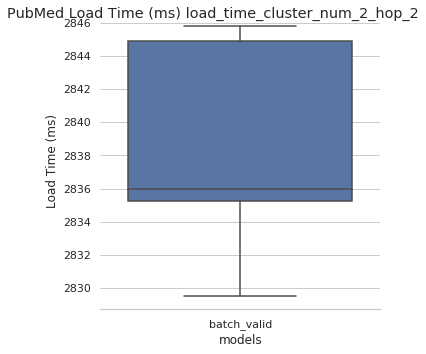 PubMed Load Time (ms) load_time_cluster_num_2_hop_2
2846
2844
2842
2840
2838
2836
2834
2832
2830
Load Time (ms)
batch_valid
models